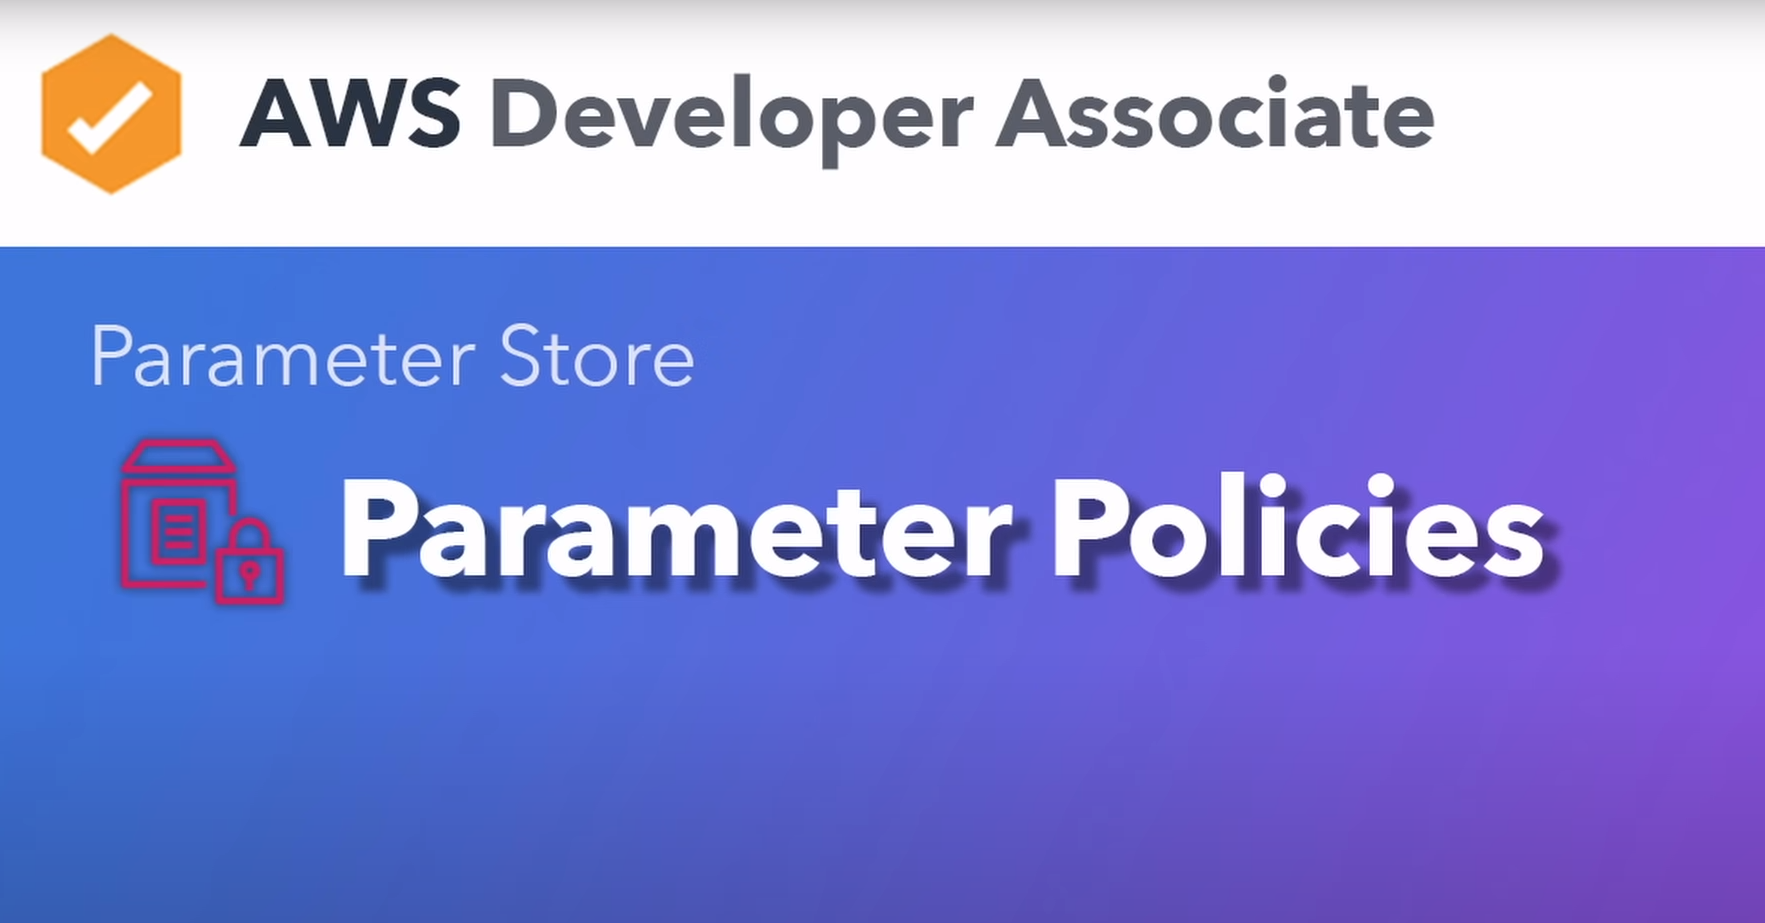 AWS Developer Associate
Parameter Store
Parameter Policies